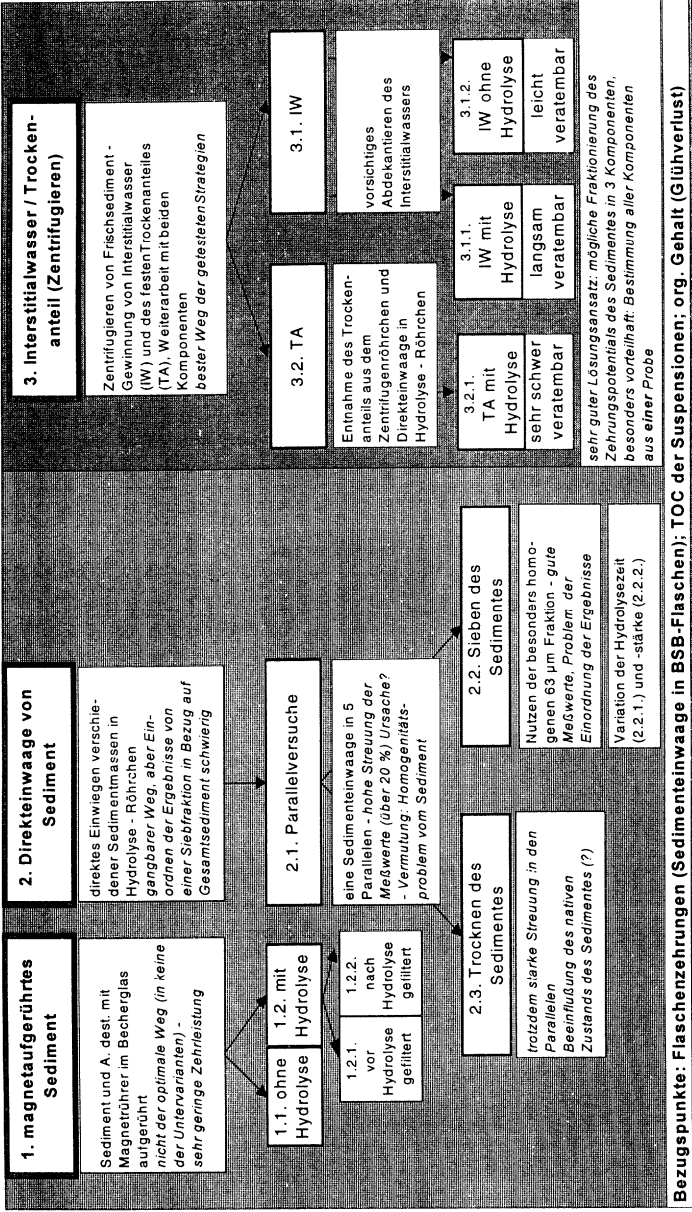 1. magnetaufgerührtes
Sediment
Sediment und A. dest. mit
Magnetrührer im Becherglas
aufgerührt
nicht der optimale Weg (in keine
der Untervarianten) -
sehr geringe Zehrleistung
1.1. ohne
Hydrolyse
1.2. mit
Hydrolyse
1.2.1.
vor
Hydrolyse
gefiltert
1.2.2.
nach
Hydrolyse
gefiltert
2. Direkteinwaage von
Sediment
direktes Einwiegen verschie-
dener Sedimentmassen in
Hydrolyse - Röhrchen
gangbarer Weg, aber Ein-
ordnen der Ergebnisse von
einer Siebfraktion in Bezug auf
Gesamtsediment schwierig
2.1. Parallelversuche
eine Sedimenteinwaage in 5
Parallelen - hohe Streuung der
Meßwerte (über 20 %) Ursache?
- Vermutung: Homogenitäts-
problem vom Sediment
2.3. Trocknen des
Sedimentes
trotzdem starke Streuung in den
Parallelen
Beeinflußung des nativen
Zustands des Sedimentes (?)
2.2. Sieben des
Sedimentes
Nutzen der besonders homo-
genen 63 µm Fraktion - gute
Meßwerte, Problem der
Einordnung der Ergebnisse
Variation der Hydrolysezeit
(2.2.1.) und -stärke (2.2.2.)
3. Interstitialwasser / Trocken-
anteil (Zentrifugieren)
Zentrifugieren von Frischsediment -
Gewinnung von Interstitialwasser
(IW) und des festen Trockenanteiles
(TA), Weiterarbeit mit beiden
Komponenten
bester Weg der getesteten Strategien
3.2. TA
Entnahme des Trocken-
anteils aus dem
Zentrifugenröhrchen und
Direkteinwaage in
Hydrolyse - Röhrchen
3.2.1.
TA mit
Hydrolyse
sehr schwer
veratembar
3.1. IW
vorsichtiges
Abdekantieren des
Interstitialwassers
3.1.1.
IW mit
Hydrolyse
langsam
veratembar
3.1.2.
IW ohne
Hydrolyse
leicht
veratembar
sehr guter Lösungsansatz: mögliche Fraktionierung des
Zehrungspotentials des Sedimentes in 3 Komponenten,
besonders vorteilhaft: Bestimmung aller Komponenten
aus einer Probe
Bezugspunkte: Flaschenzehrungen (Sedimenteinwaage in BSB-Flaschen); TOC der Suspensionen; org. Gehalt (Glühverlust)